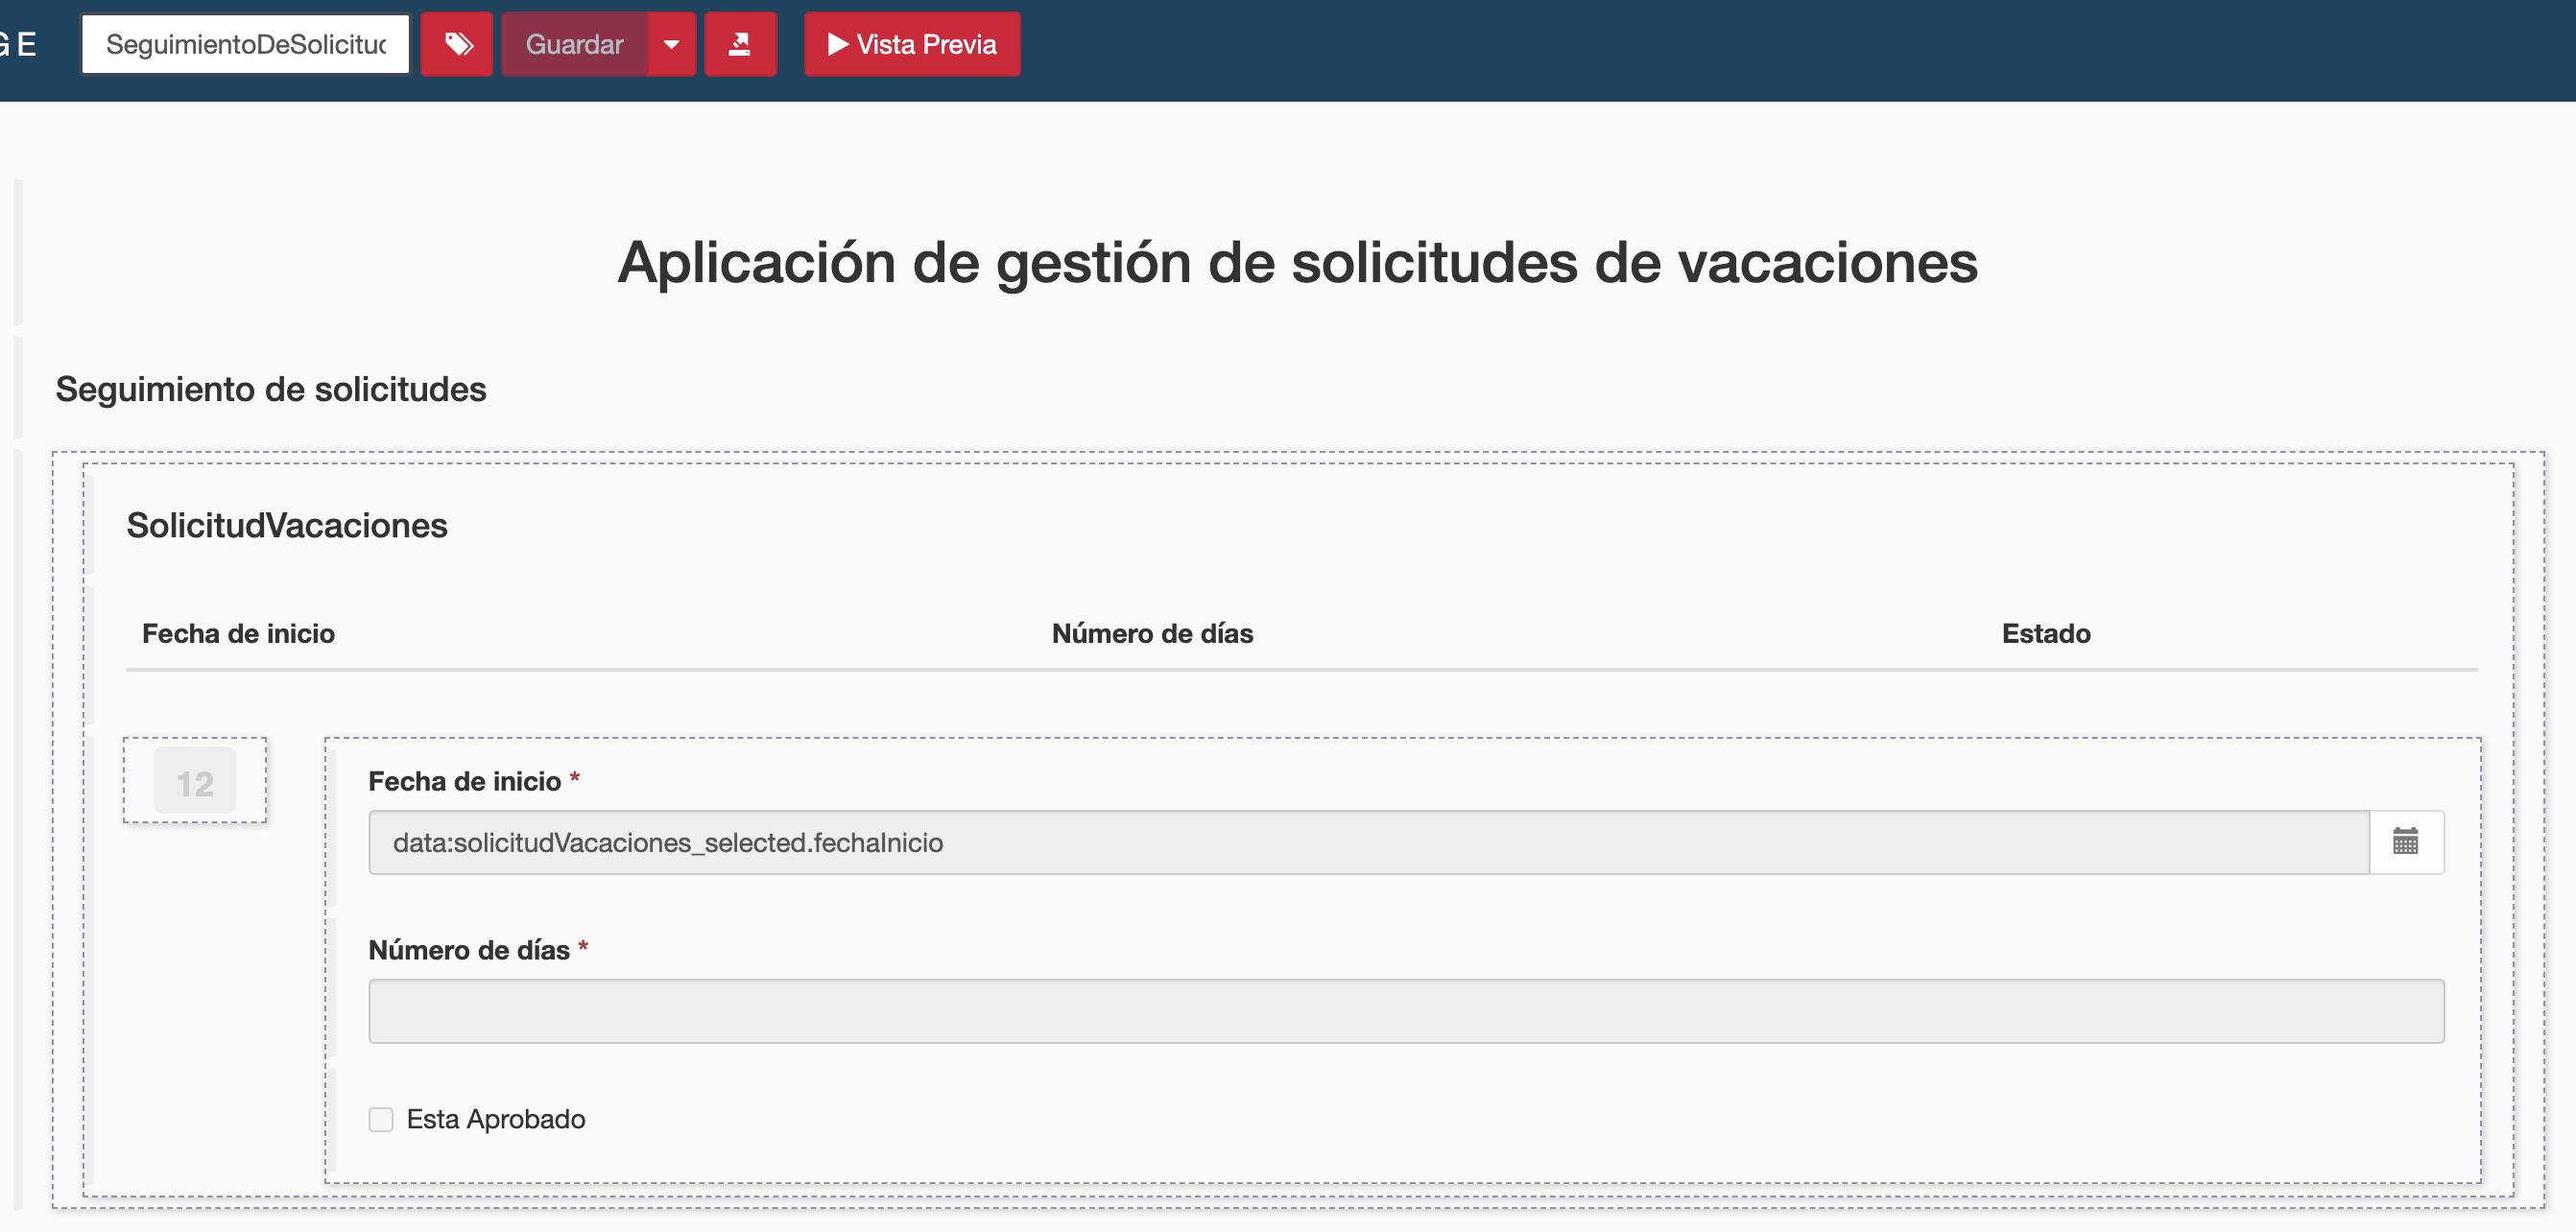 GE SeguimientoDeSolicituc Guardar Vista Previa
Aplicación de gestión de solicitudes de vacaciones
Seguimiento de solicitudes
SolicitudVacaciones
Fecha de inicio Número de días Estado
12
Fecha de inicio *
data:solicitudVacaciones_selected.fechaInicio
Número de días *
Esta Aprobado